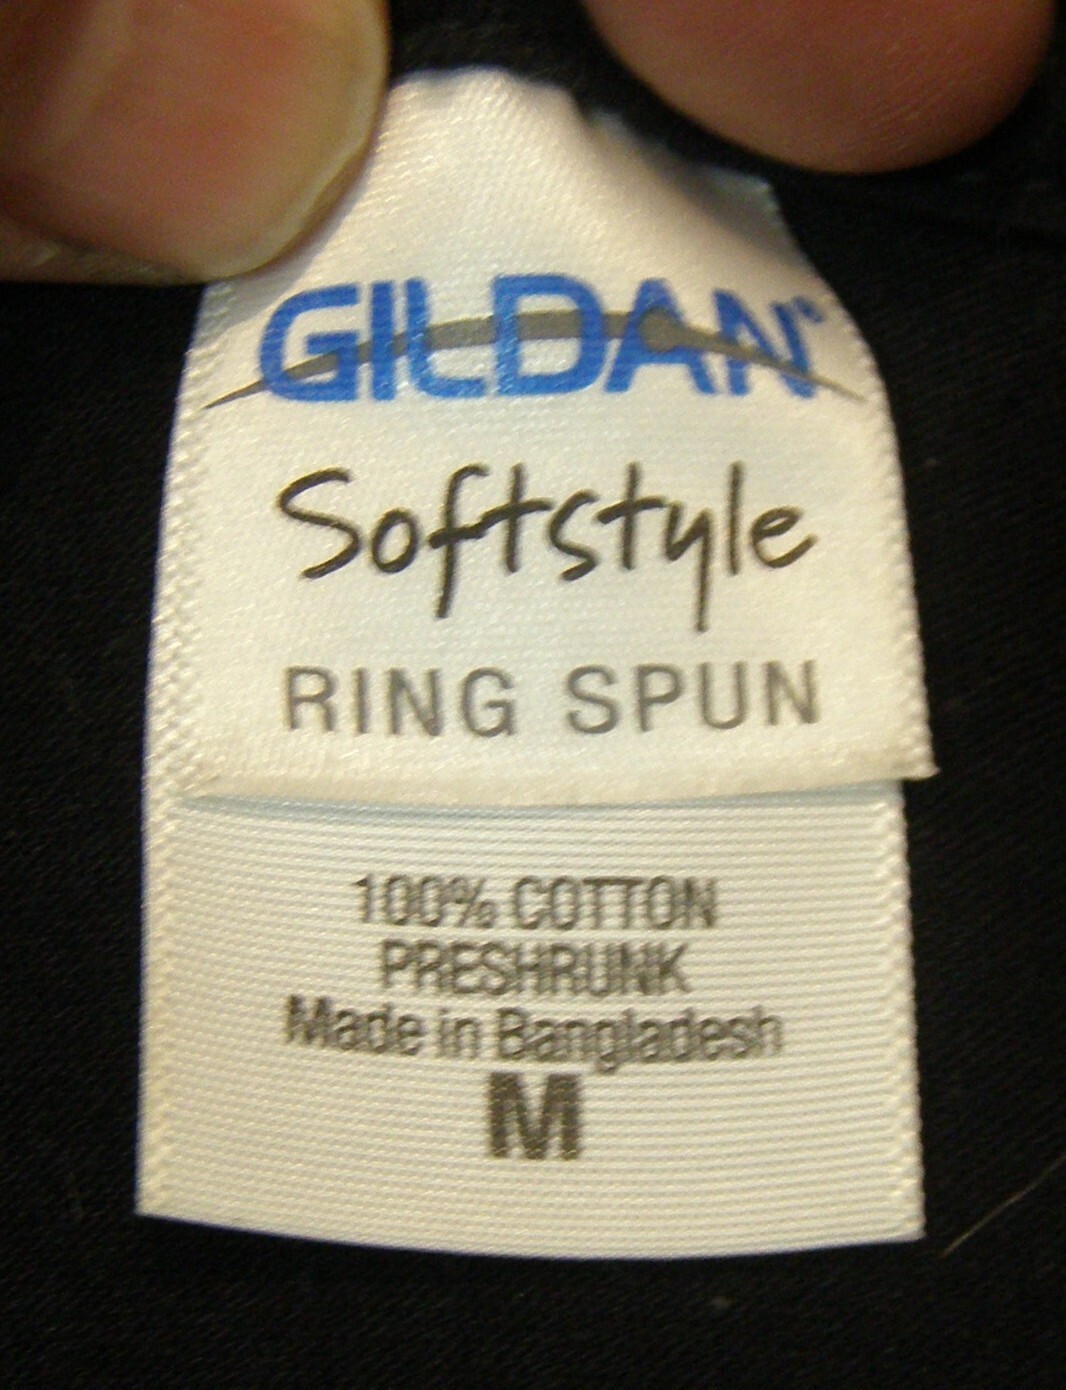 GILDAN®
Softstyle
RING SPUN
100% COTTON
PRESHRUNK
Made in Bangladesh
M